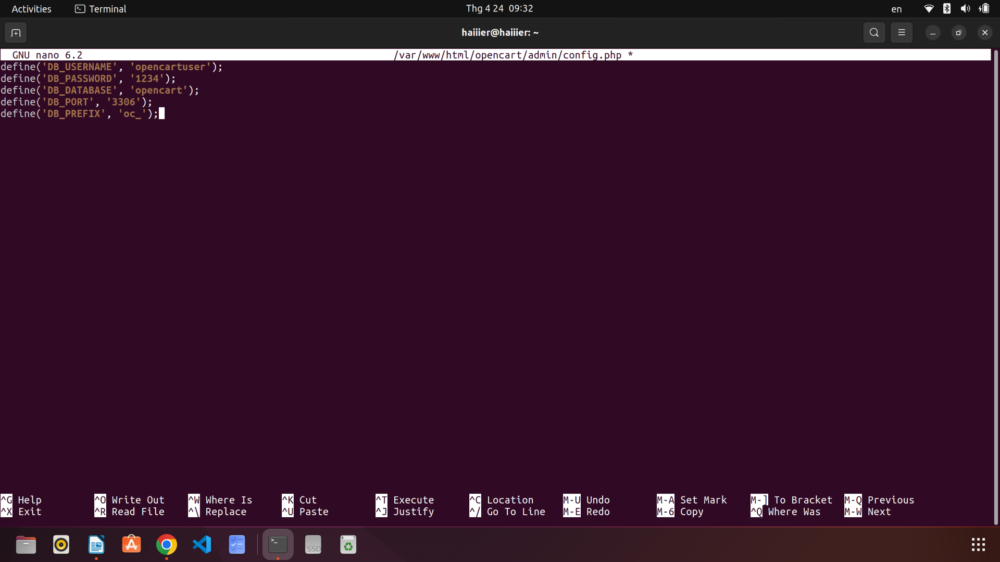 Activities Terminal Thg 4 24 09:32 en
haiiier@haiiier: ~
GNU nano 6.2 /var/www/html/opencart/admin/config.php *
define('DB_USERNAME', 'opencartuser');
define('DB_PASSWORD', '1234');
define('DB_DATABASE', 'opencart');
define('DB_PORT', '3306');
define('DB_PREFIX', 'oc_');
^G Help ^O Write Out ^W Where Is ^K Cut ^T Execute ^C Location M-U Undo M-A Set Mark M-] To Bracket M-Q Previous
^X Exit ^R Read File ^\ Replace ^U Paste ^J Justify ^/ Go To Line M-E Redo M-6 Copy ^Q Where Was M-W Next
SSD